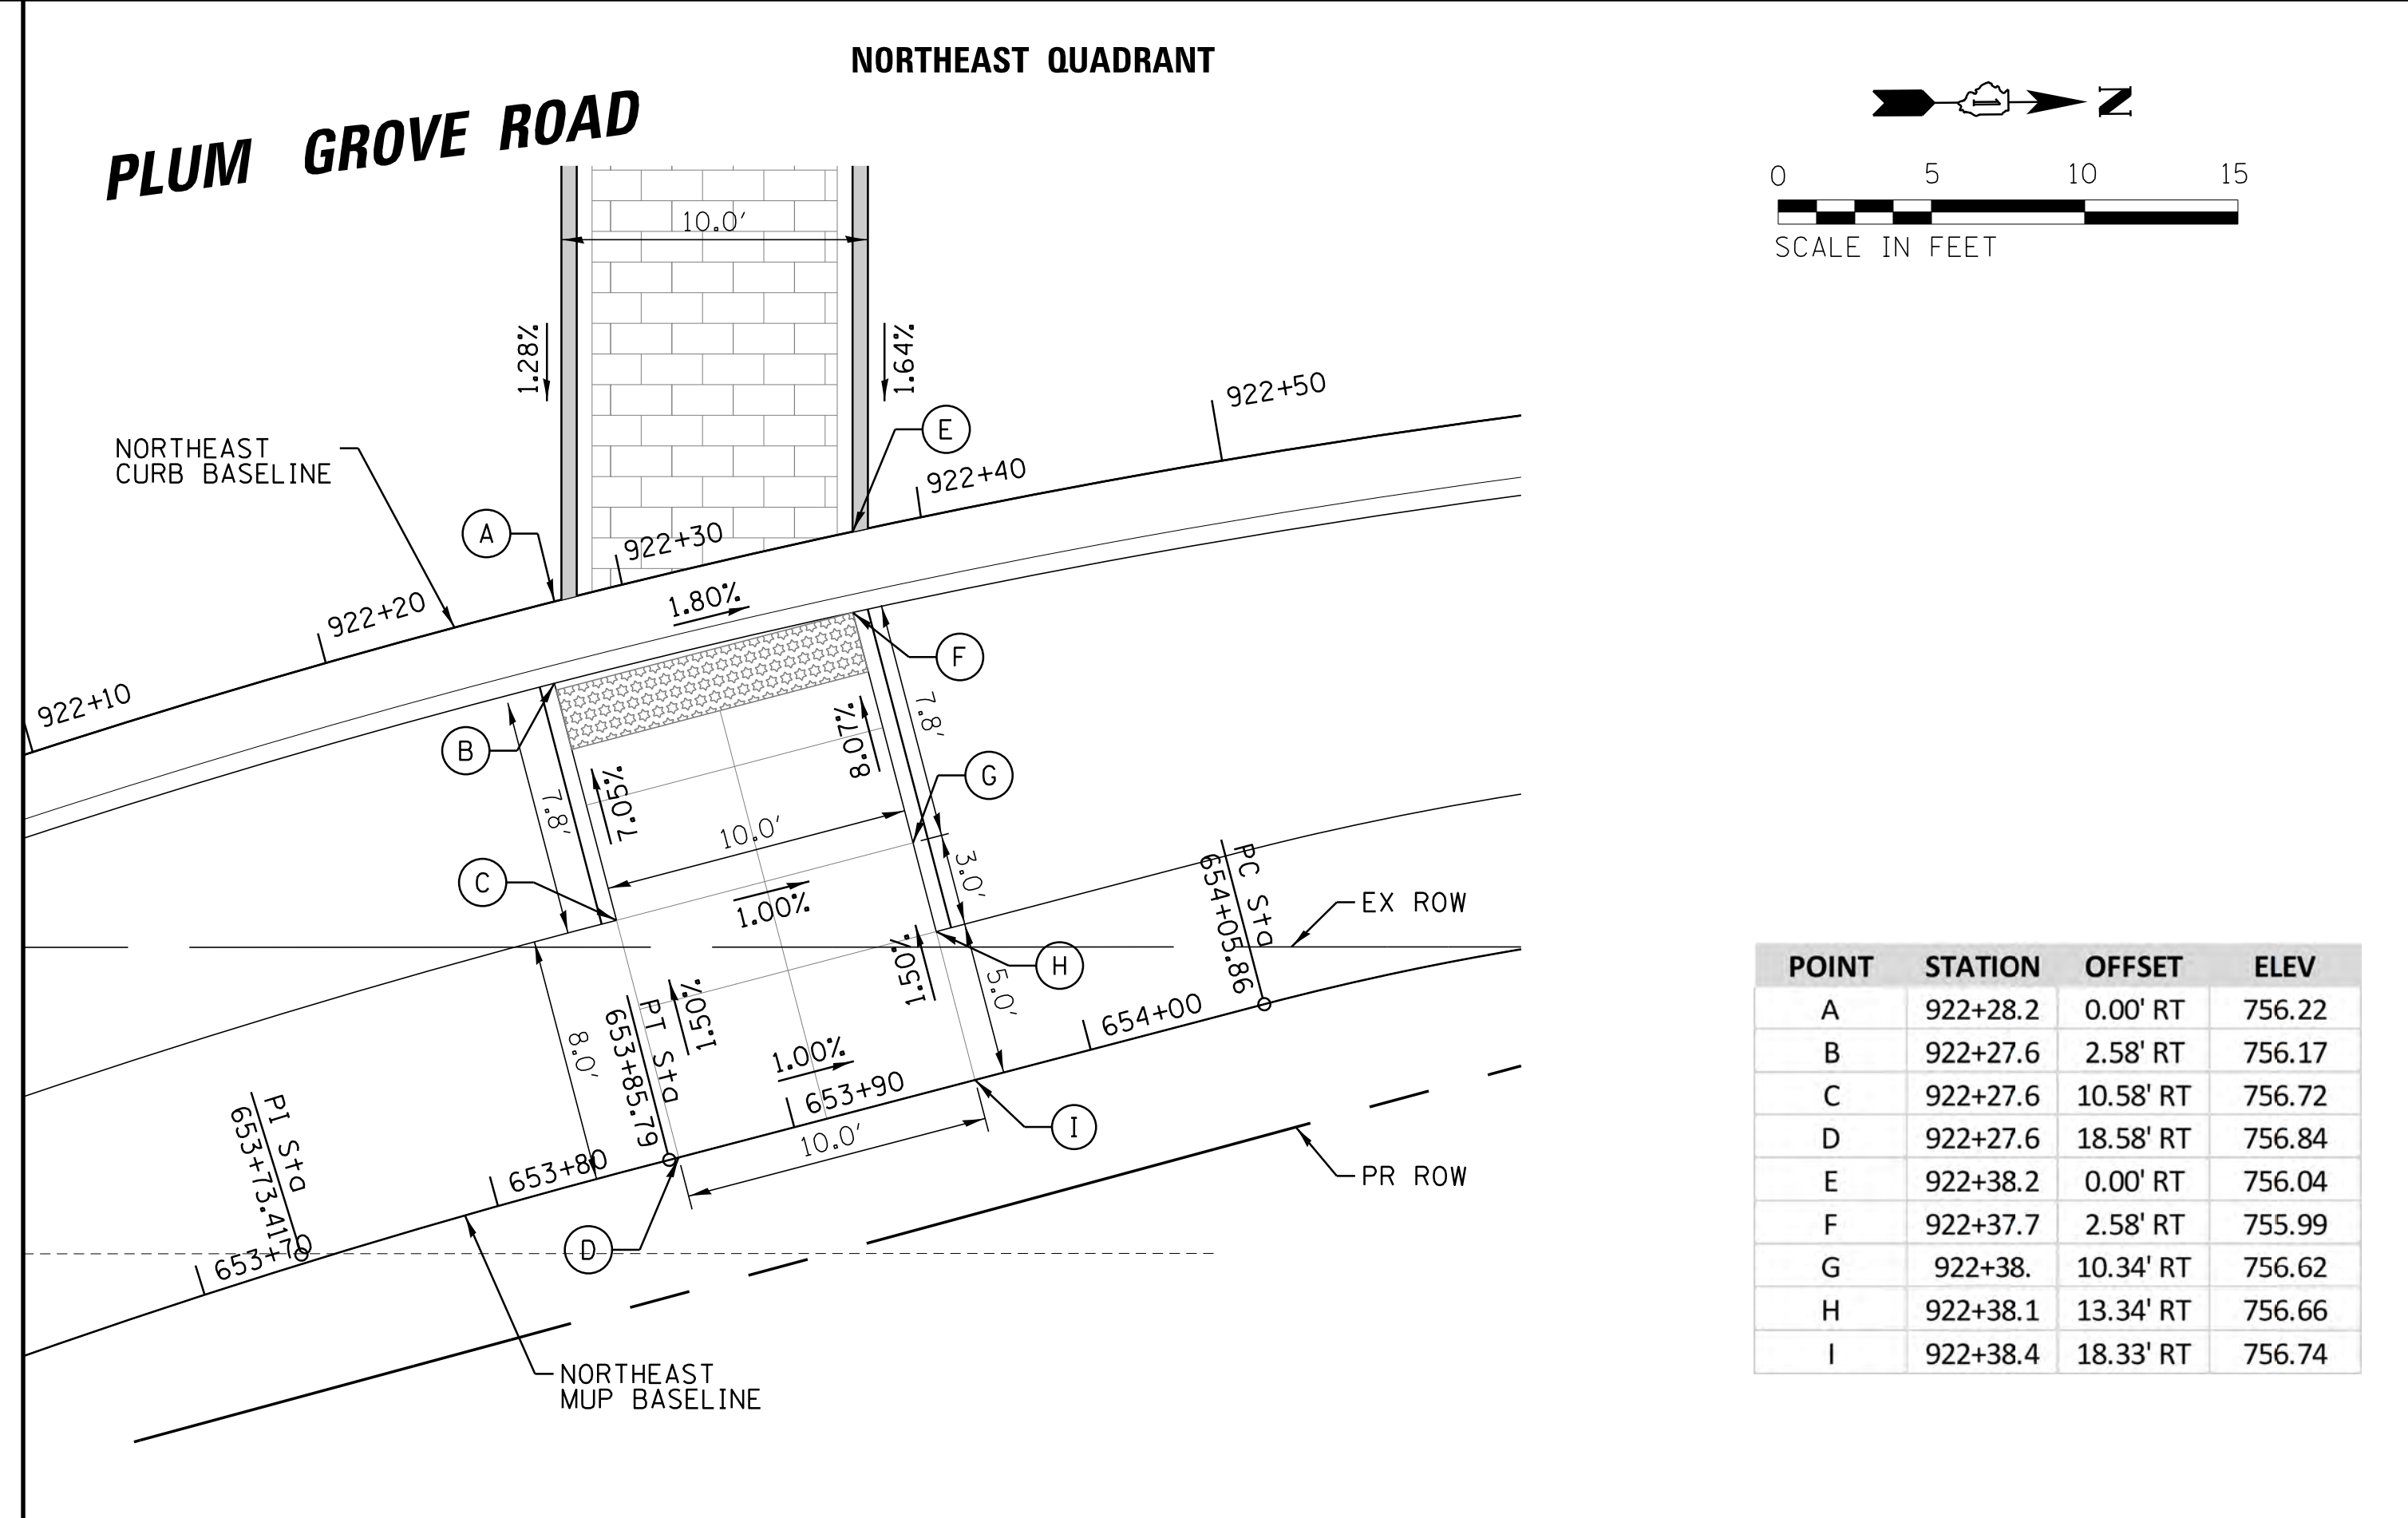 NORTHEAST QUADRANT
PLUM GROVE ROAD
N
0 5 10 15
SCALE IN FEET
10.0'
1.28%
1.64%
922+50
E
NORTHEAST
CURB BASELINE
922+40
A
922+30
1.80%
922+20
F
922+10
7.8'
8.07%
B
G
7.05%
7.8'
10.0'
3.0'
C
1.00%
PC Sta
654+05.86
EX ROW
1.50%
H
5.0'
1.50%
PT Sta
653+85.79
8.0'
654+00
1.00%
653+90
I
10.0'
PI Sta
653+73.41
653+80
PR ROW
D
653+70
NORTHEAST
MUP BASELINE
POINT STATION OFFSET ELEV
A 922+28.2 0.00' RT 756.22
B 922+27.6 2.58' RT 756.17
C 922+27.6 10.58' RT 756.72
D 922+27.6 18.58' RT 756.84
E 922+38.2 0.00' RT 756.04
F 922+37.7 2.58' RT 755.99
G 922+38. 10.34' RT 756.62
H 922+38.1 13.34' RT 756.66
I 922+38.4 18.33' RT 756.74